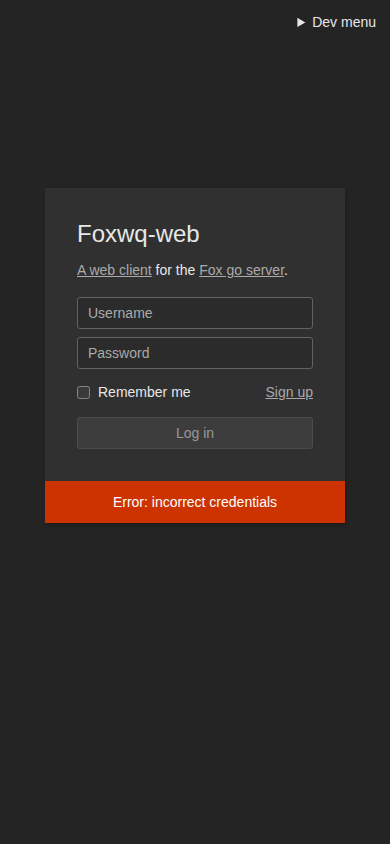 Dev menu
Foxwq-web
A web client for the Fox go server.
Username
Password
Remember me
Sign up
Log in
Error: incorrect credentials